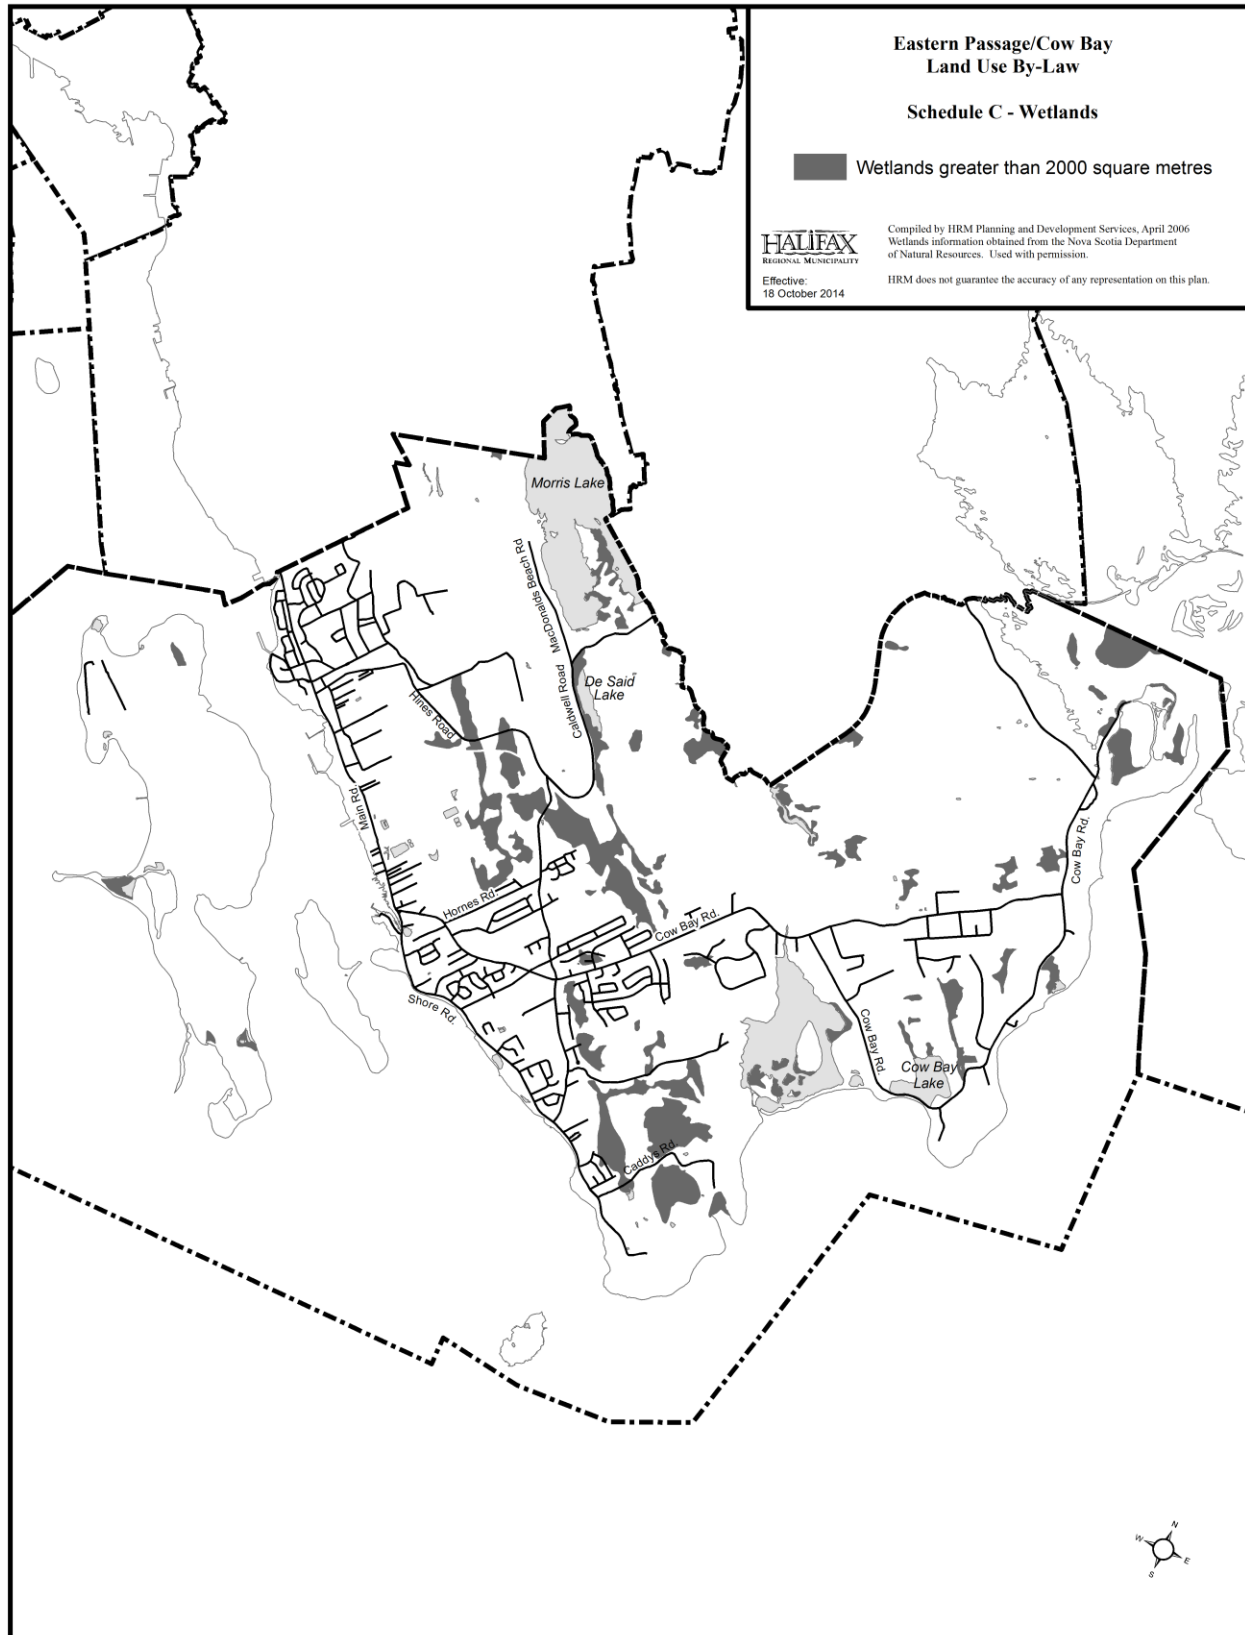 Eastern Passage/Cow Bay
Land Use By-Law
Schedule C - Wetlands
Wetlands greater than 2000 square metres
HALIFAX
REGIONAL MUNICIPALITY
Compiled by HRM Planning and Development Services, April 2006
Wetlands information obtained from the Nova Scotia Department
of Natural Resources. Used with permission.
Effective:
18 October 2014
HRM does not guarantee the accuracy of any representation on this plan.
Morris Lake
MacDonalds Beach Rd
Caldwell Road
De Said
Lake
Hines Road
Main Rd.
Cow Bay Rd.
Hornes Rd.
Cow Bay Rd.
Shore Rd.
Cow Bay Rd.
Cow Bay
Lake
Caddys Rd.
N
W
E
S